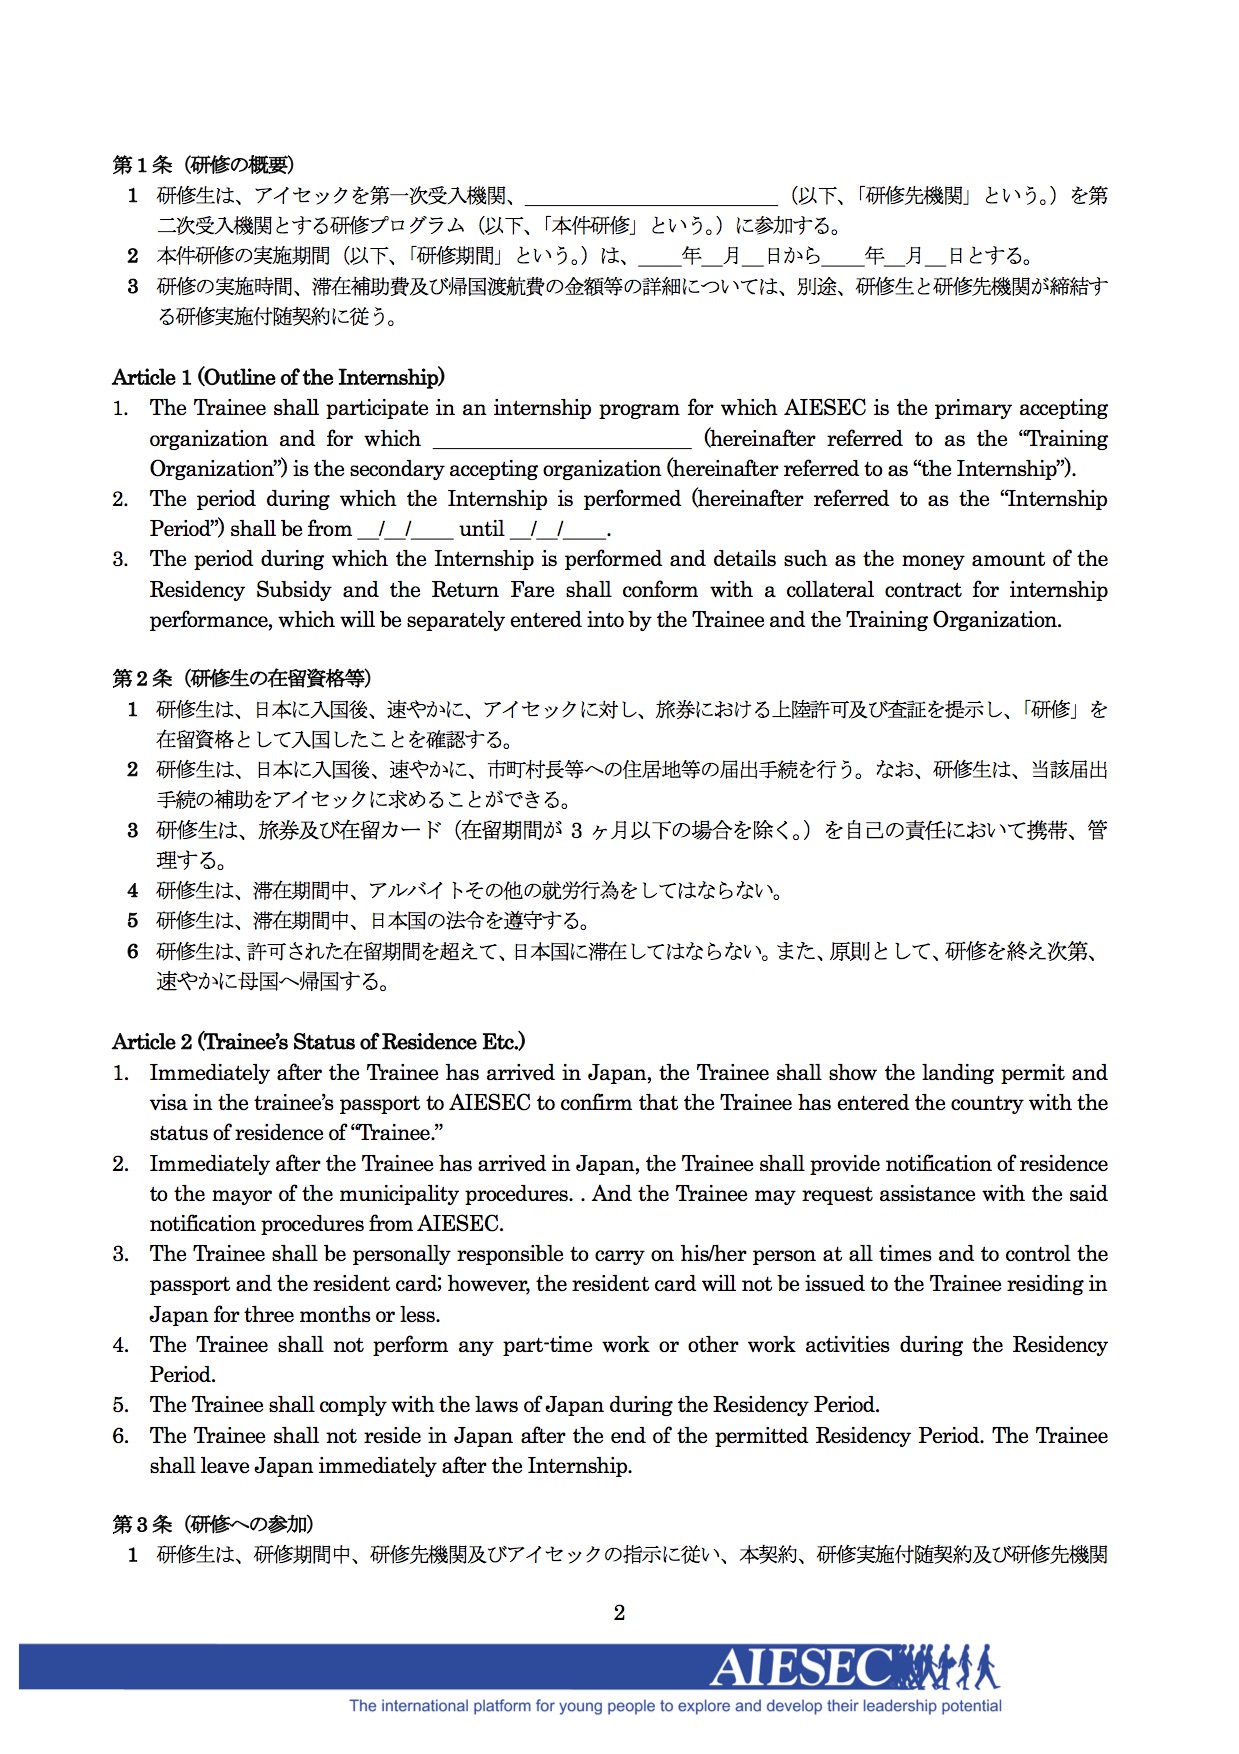 第1条（研修の概要）
1 研修生は、アイセックを第一次受入機関、__________________________（以下、「研修先機関」という。）を第
二次受入機関とする研修プログラム（以下、「本件研修」という。）に参加する。
2 本件研修の実施期間（以下、「研修期間」という。）は、____年__月__日から____年__月__日とする。
3 研修の実施時間、滞在補助費及び帰国渡航費の金額等の詳細については、別途、研修生と研修先機関が締結す
る研修実施付随契約に従う。
Article 1 (Outline of the Internship)
1. The Trainee shall participate in an internship program for which AIESEC is the primary accepting
organization and for which ________________________ (hereinafter referred to as the “Training
Organization”) is the secondary accepting organization (hereinafter referred to as “the Internship”).
2. The period during which the Internship is performed (hereinafter referred to as the “Internship
Period”) shall be from __/__/____ until __/__/____.
3. The period during which the Internship is performed and details such as the money amount of the
Residency Subsidy and the Return Fare shall conform with a collateral contract for internship
performance, which will be separately entered into by the Trainee and the Training Organization.
第2条（研修生の在留資格等）
1 研修生は、日本に入国後、速やかに、アイセックに対し、旅券における上陸許可及び査証を提示し、「研修」を
在留資格として入国したことを確認する。
2 研修生は、日本に入国後、速やかに、市町村長等への住居地等の届出手続を行う。なお、研修生は、当該届出
手続の補助をアイセックに求めることができる。
3 研修生は、旅券及び在留カード（在留期間が 3 ヶ月以下の場合を除く。）を自己の責任において携帯、管
理する。
4 研修生は、滞在期間中、アルバイトその他の就労行為をしてはならない。
5 研修生は、滞在期間中、日本国の法令を遵守する。
6 研修生は、許可された在留期間を超えて、日本国に滞在してはならない。また、原則として、研修を終え次第、
速やかに母国へ帰国する。
Article 2 (Trainee’s Status of Residence Etc.)
1. Immediately after the Trainee has arrived in Japan, the Trainee shall show the landing permit and
visa in the trainee’s passport to AIESEC to confirm that the Trainee has entered the country with the
status of residence of “Trainee.”
2. Immediately after the Trainee has arrived in Japan, the Trainee shall provide notification of residence
to the mayor of the municipality procedures. . And the Trainee may request assistance with the said
notification procedures from AIESEC.
3. The Trainee shall be personally responsible to carry on his/her person at all times and to control the
passport and the resident card; however, the resident card will not be issued to the Trainee residing in
Japan for three months or less.
4. The Trainee shall not perform any part-time work or other work activities during the Residency
Period.
5. The Trainee shall comply with the laws of Japan during the Residency Period.
6. The Trainee shall not reside in Japan after the end of the permitted Residency Period. The Trainee
shall leave Japan immediately after the Internship.
第3条（研修への参加）
1 研修生は、研修期間中、研修先機関及びアイセックの指示に従い、本契約、研修実施付随契約及び研修先機関
2
AIESEC
The international platform for young people to explore and develop their leadership potential